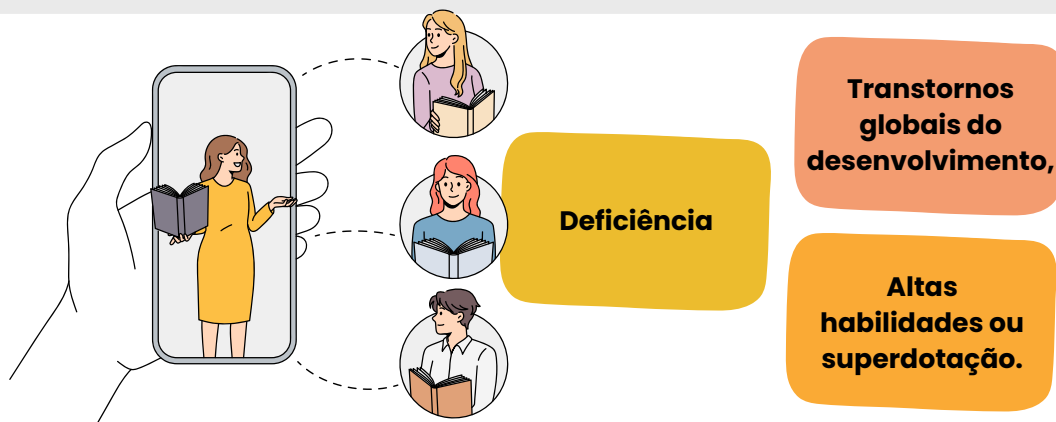 Deficiência
Transtornos
globais do
desenvolvimento,
Altas
habilidades ou
superdotação.